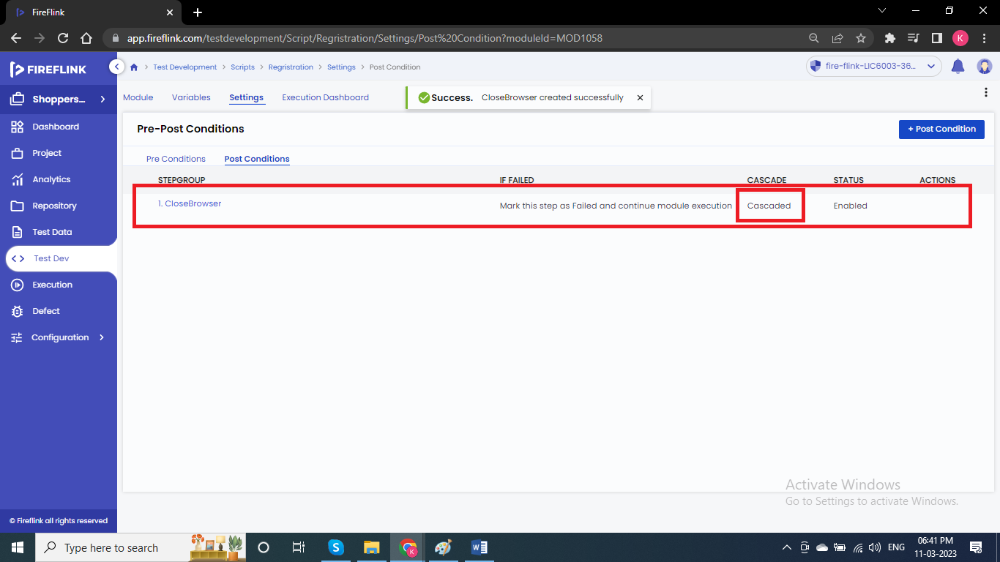 FireFlink
app.fireflink.com/testdevelopment/Script/Regristration/Settings/Post%20Condition?moduleId=MOD1058
K
FIREFLINK
Test Development > Scripts > Regristration > Settings > Post Condition
fire-flink-LIC6003-36...
Shoppers...
Module Variables Settings Execution Dashboard
Success. CloseBrowser created successfully
Dashboard
Project
Analytics
Repository
Test Data
Test Dev
Execution
Defect
Configuration
Pre-Post Conditions
+ Post Condition
Pre Conditions Post Conditions
STEPGROUP IF FAILED CASCADE STATUS ACTIONS
1. CloseBrowser Mark this step as Failed and continue module execution Cascaded Enabled
Activate Windows
Go to Settings to activate Windows.
© Fireflink all rights reserved
Type here to search
S
K
W
ENG
06:41 PM
11-03-2023